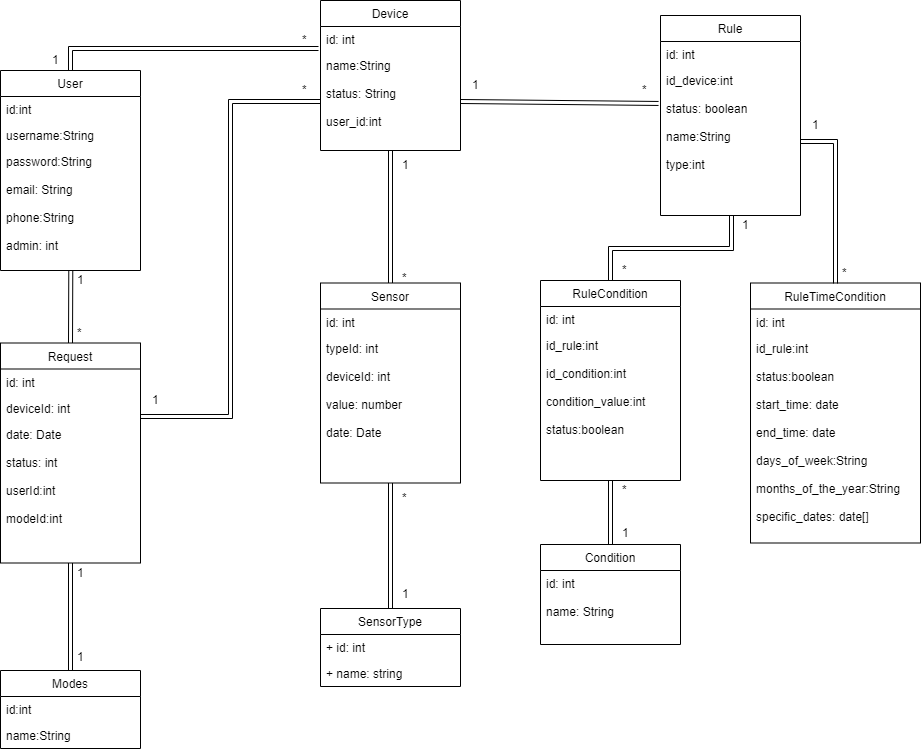 Device
id: int
name:String
status: String
user_id:int
Rule
id: int
id_device:int
status: boolean
name:String
type:int
User
id:int
username:String
password:String
email: String
phone:String
admin: int
1
*
*
1
*
1
1
1
*
1
*
1
*
*
Request
id: int
deviceId: int
date: Date
status: int
userId:int
modeId:int
1
Sensor
id: int
typeId: int
deviceId: int
value: number
date: Date
RuleCondition
id: int
id_rule:int
id_condition:int
condition_value:int
status:boolean
RuleTimeCondition
id: int
id_rule:int
status:boolean
start_time: date
end_time: date
days_of_week:String
months_of_the_year:String
specific_dates: date[]
*
*
1
1
1
1
Condition
id: int
name: String
SensorType
+ id: int
+ name: string
Modes
id:int
name:String